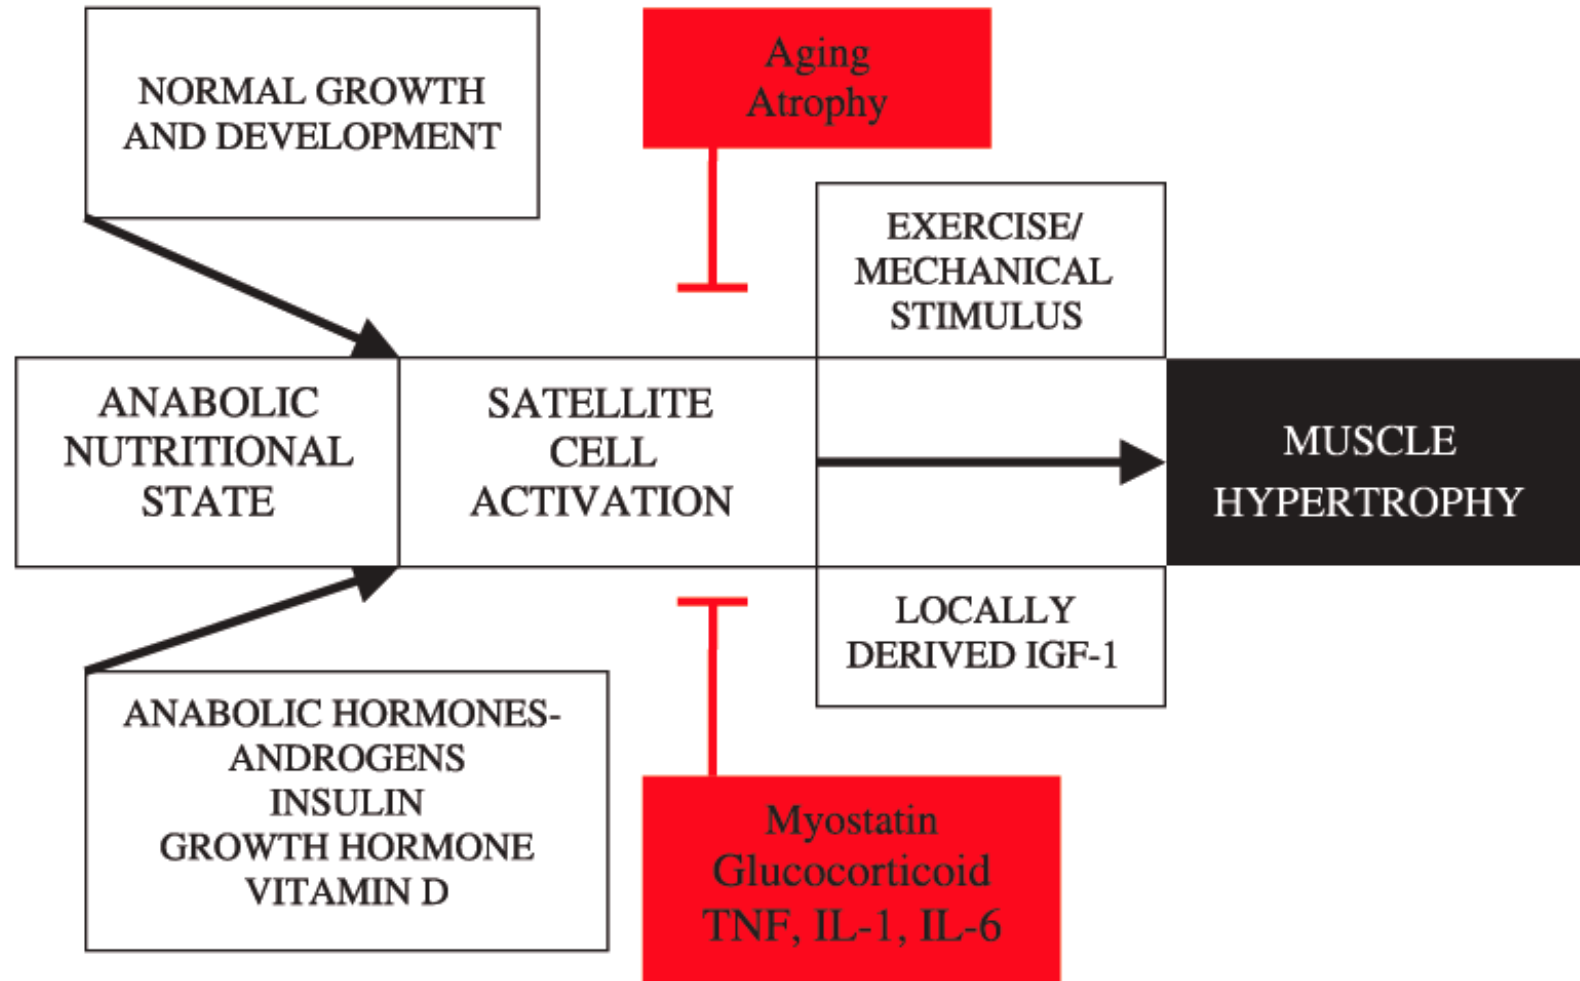 NORMAL GROWTH
AND DEVELOPMENT
Aging
Atrophy
EXERCISE/
MECHANICAL
STIMULUS
ANABOLIC
NUTRITIONAL
STATE
SATELLITE
CELL
ACTIVATION
MUSCLE
HYPERTROPHY
LOCALLY
DERIVED IGF-1
ANABOLIC HORMONES-
ANDROGENS
INSULIN
GROWTH HORMONE
VITAMIN D
Myostatin
Glucocorticoid
TNF, IL-1, IL-6